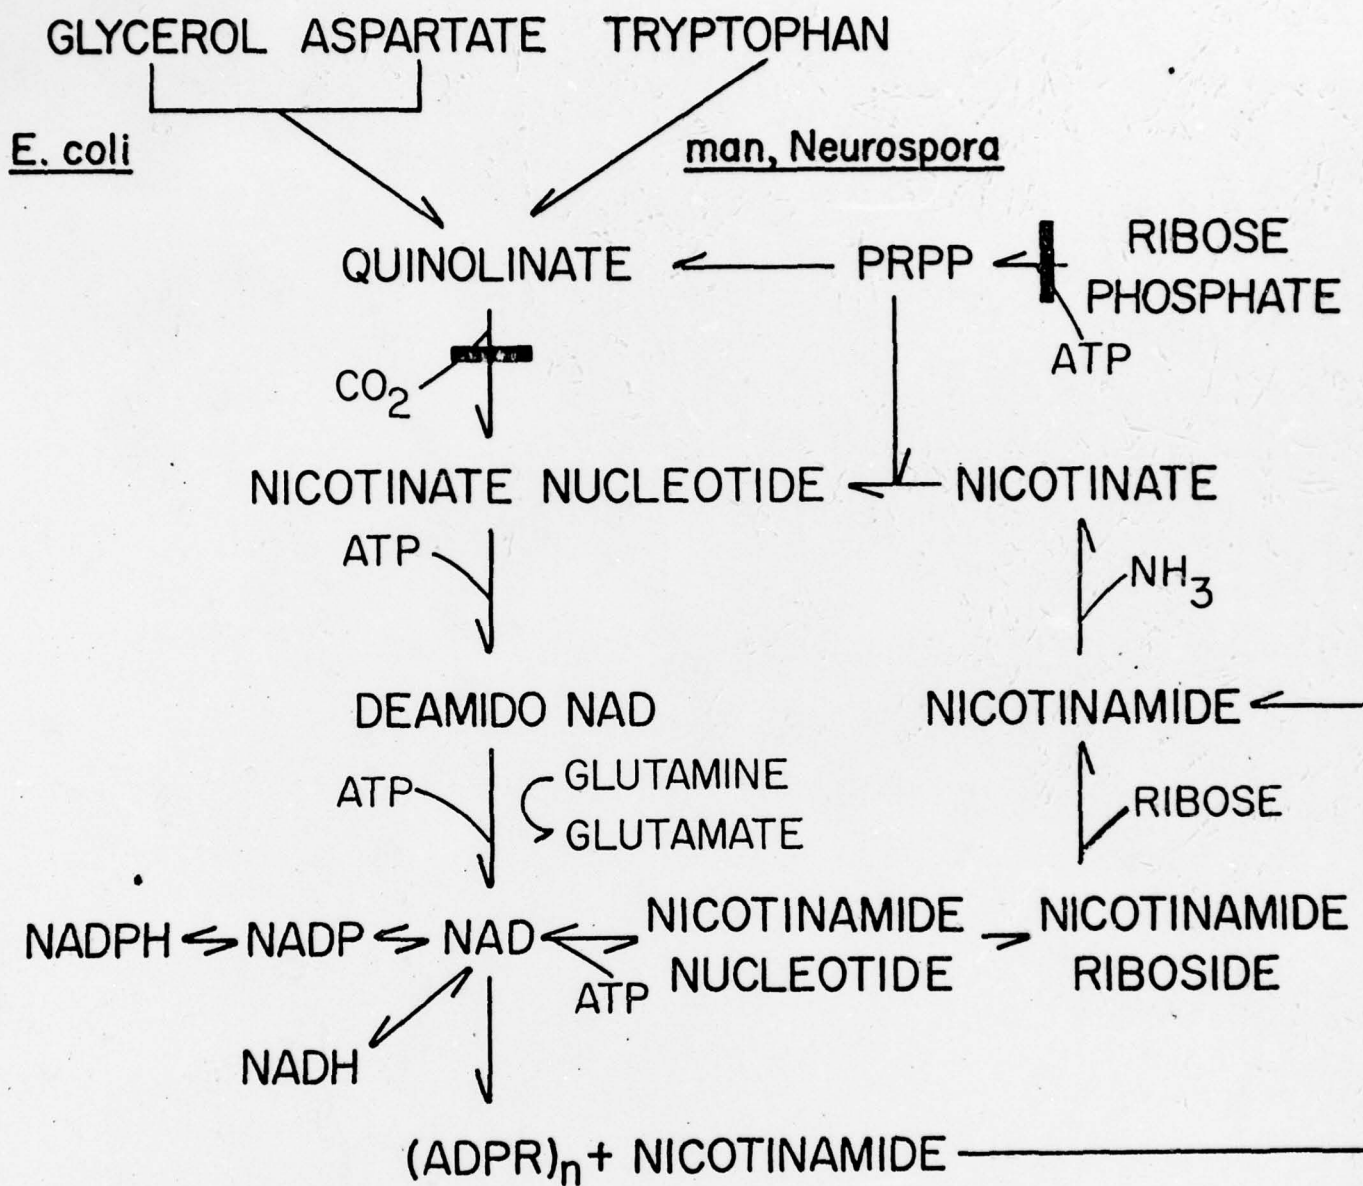 GLYCEROL ASPARTATE TRYPTOPHAN
E. coli
man, Neurospora
QUINOLINATE
PRPP
RIBOSE
PHOSPHATE
ATP
CO2
NICOTINATE NUCLEOTIDE
NICOTINATE
ATP
NH3
DEAMIDO NAD
NICOTINAMIDE
ATP
GLUTAMINE
GLUTAMATE
RIBOSE
NADPH
NADP
NAD
ATP
NICOTINAMIDE
NUCLEOTIDE
NICOTINAMIDE
RIBOSIDE
NADH
(ADPR)n + NICOTINAMIDE